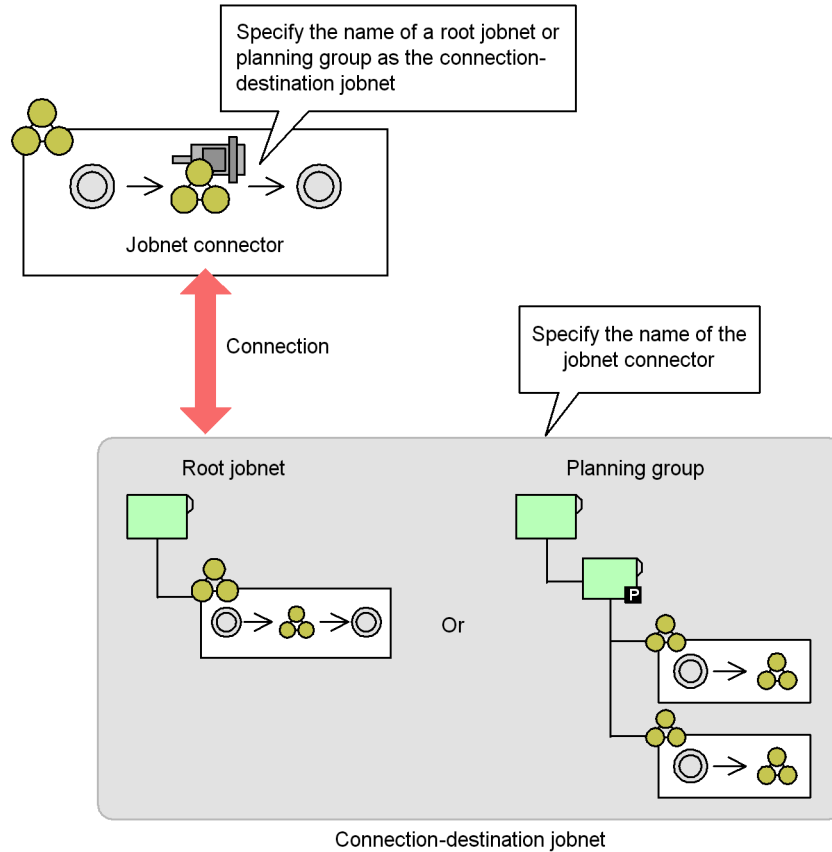 Specify the name of a root jobnet or
planning group as the connection-
destination jobnet
Jobnet connector
Connection
Specify the name of the
jobnet connector
Root jobnet
Planning group
P
Or
Connection-destination jobnet